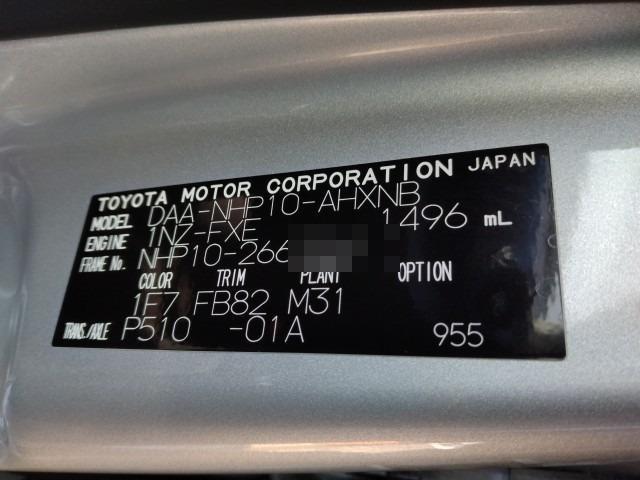 TOYOTA MOTOR CORPORATION JAPAN
MODEL DAA-NHP10-AHXNB
ENGINE 1NZ-FXE 1496 mL
FRAME No. NHP10-266
COLOR TRIM PLANT OPTION
1F7 FB82 M31
TRANS./AXLE P510 -01A 955